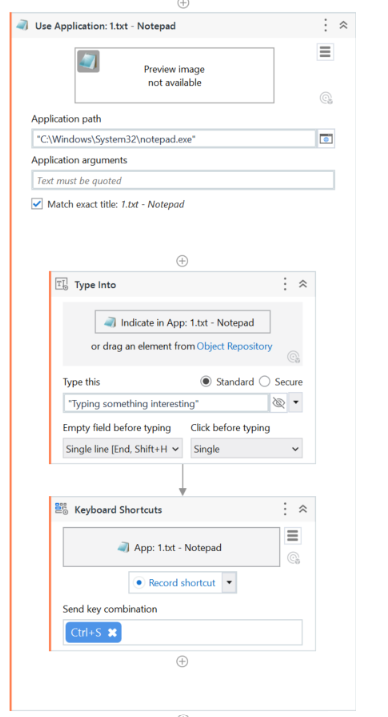 Use Application: 1.txt - Notepad
Preview image
not available
Application path
"C:\Windows\System32\notepad.exe"
Application arguments
Text must be quoted
Match exact title: 1.txt - Notepad
Type Into
Indicate in App: 1.txt - Notepad
or drag an element from Object Repository
Type this Standard Secure
"Typing something interesting"
Empty field before typing Click before typing
Single line [End, Shift+H Single
Keyboard Shortcuts
App: 1.txt - Notepad
Record shortcut
Send key combination
Ctrl+S